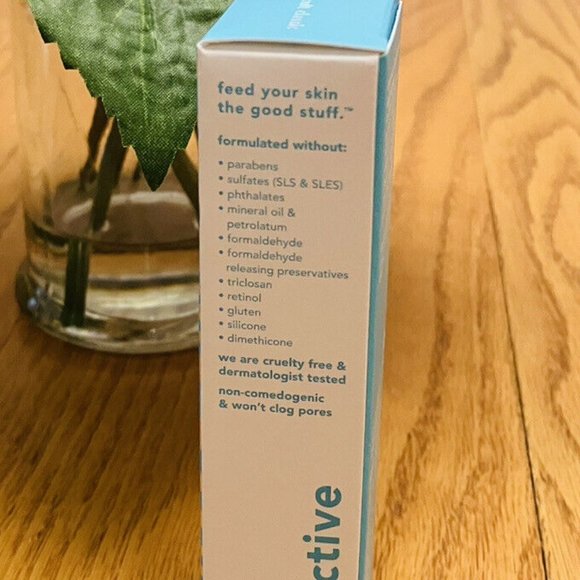 feed your skin
the good stuff.™
formulated without:
• parabens
• sulfates (SLS & SLES)
• phthalates
• mineral oil &
petrolatum
• formaldehyde
• formaldehyde
releasing preservatives
• triclosan
• retinol
• gluten
• silicone
• dimethicone
we are cruelty free &
dermatologist tested
non-comedogenic
& won't clog pores
ctive